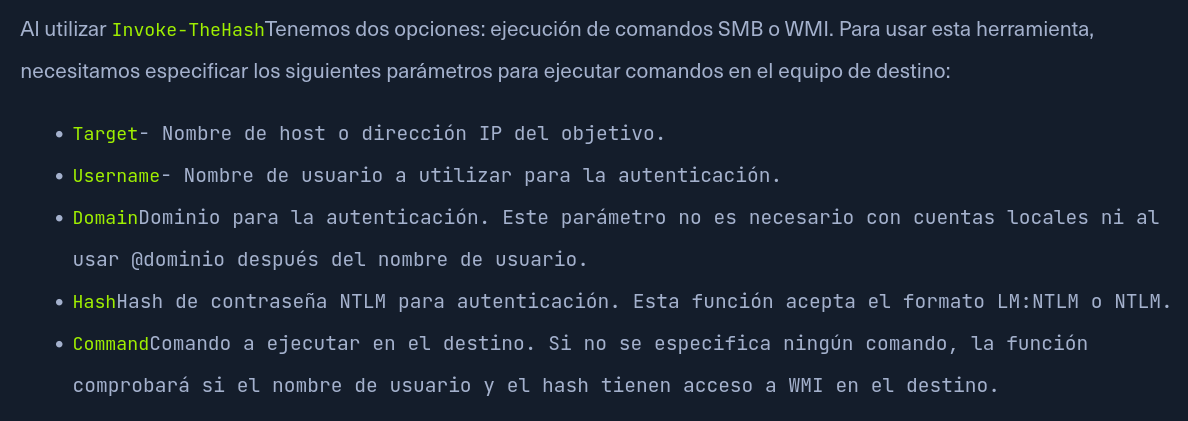 Al utilizar Invoke-TheHashTenemos dos opciones: ejecución de comandos SMB o WMI. Para usar esta herramienta,
necesitamos especificar los siguientes parámetros para ejecutar comandos en el equipo de destino:
• Target- Nombre de host o dirección IP del objetivo.
• Username- Nombre de usuario a utilizar para la autenticación.
• DomainDominio para la autenticación. Este parámetro no es necesario con cuentas locales ni al
usar @dominio después del nombre de usuario.
• HashHash de contraseña NTLM para autenticación. Esta función acepta el formato LM:NTLM o NTLM.
• CommandComando a ejecutar en el destino. Si no se especifica ningún comando, la función
comprobará si el nombre de usuario y el hash tienen acceso a WMI en el destino.